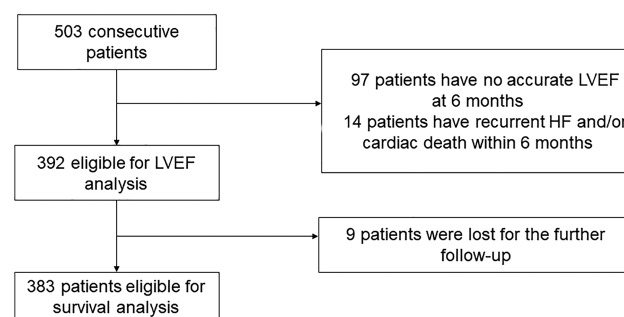 503 consecutive
patients
97 patients have no accurate LVEF
at 6 months
14 patients have recurrent HF and/or
cardiac death within 6 months
392 eligible for LVEF
analysis
9 patients were lost for the further
follow-up
383 patients eligible for
survival analysis